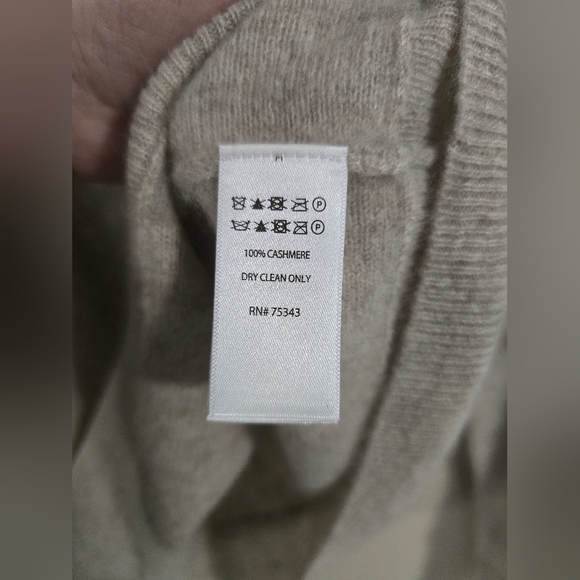 P
P
100% CASHMERE
DRY CLEAN ONLY
RN# 75343